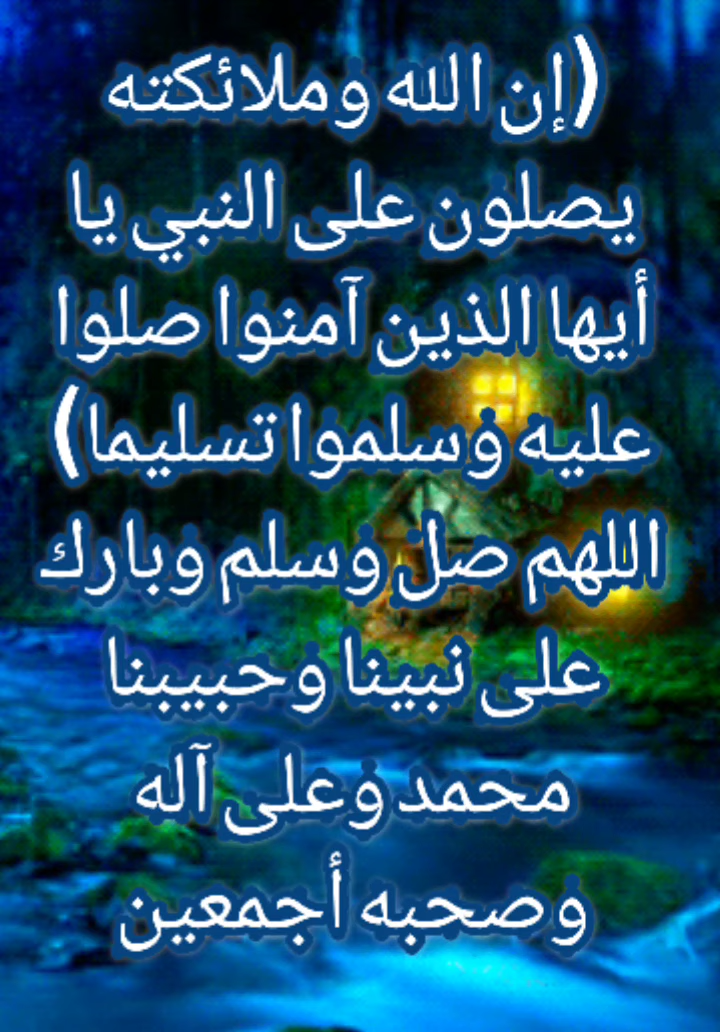 (إن الله وملائكته
يصلون على النبي يا
أيها الذين آمنوا صلوا
عليه وسلموا تسليما)
اللهم صل وسلم وبارك
على نبينا وحبيبنا
محمد وعلى آله
وصحبه أجمعين